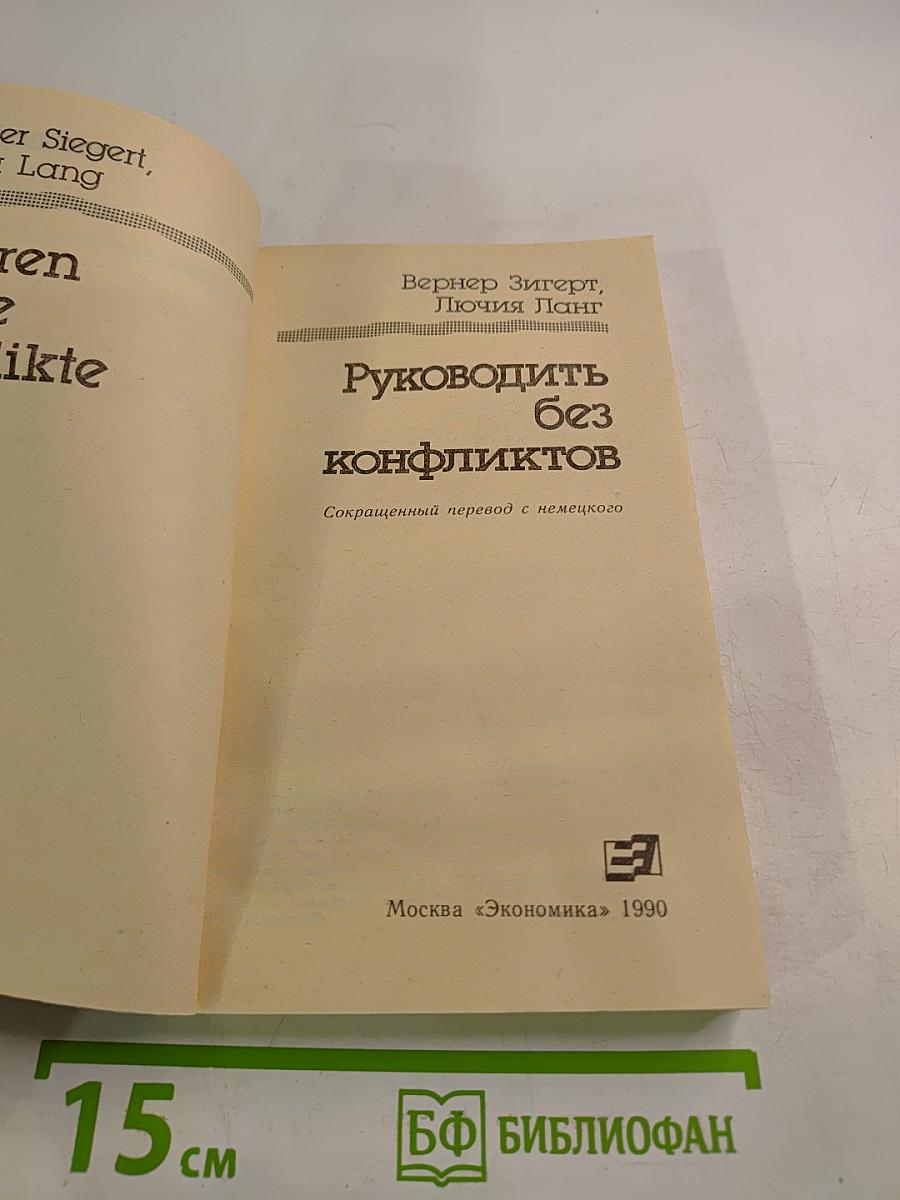 er Siegert,
Lang
ren
e
likte
Вернер Зигерт,
Лючия Ланг
Руководить
без
конфликтов
Сокращенный перевод с немецкого
Москва «Экономика» 1990
15 см
БФ БИБЛИОФАН